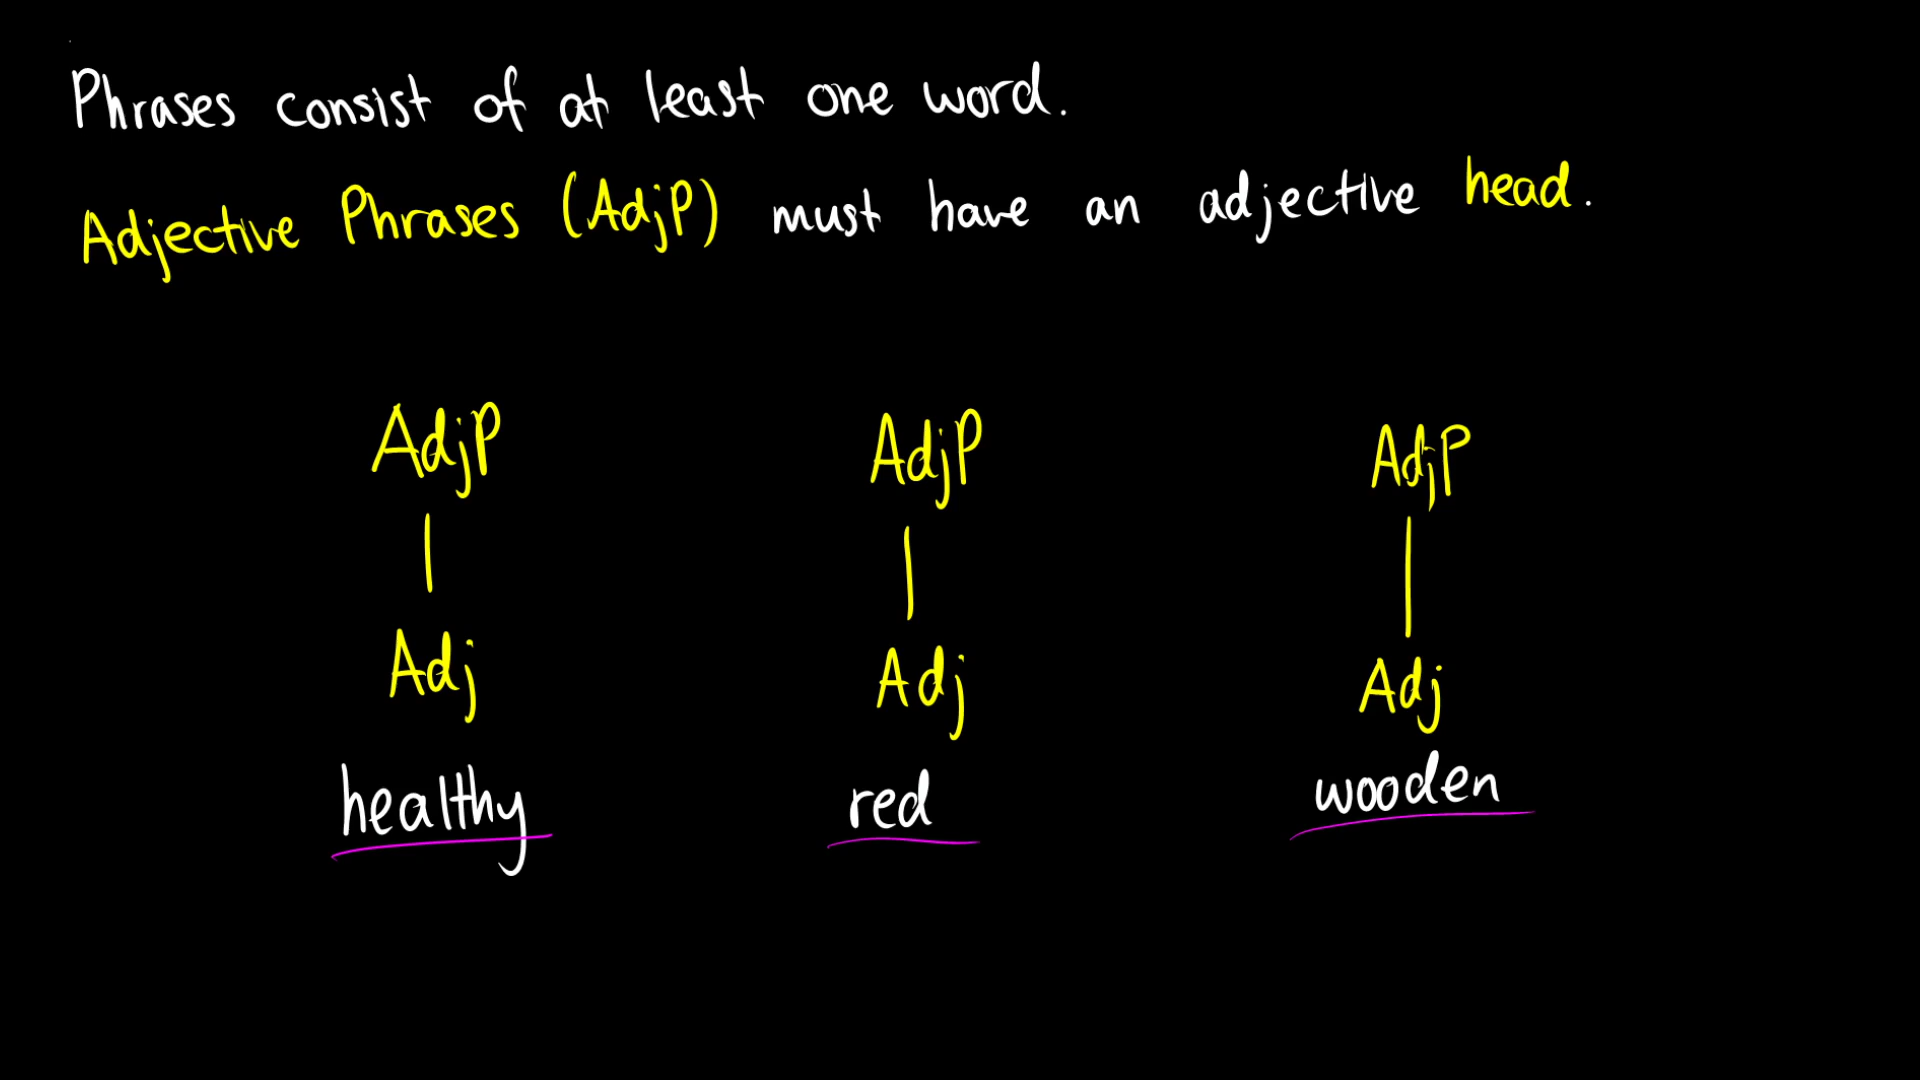 Phrases consist of at least one word.
Adjective Phrases (AdjP) must have an adjective head.
AdjP AdjP AdjP
Adj Adj Adj
healthy red wooden